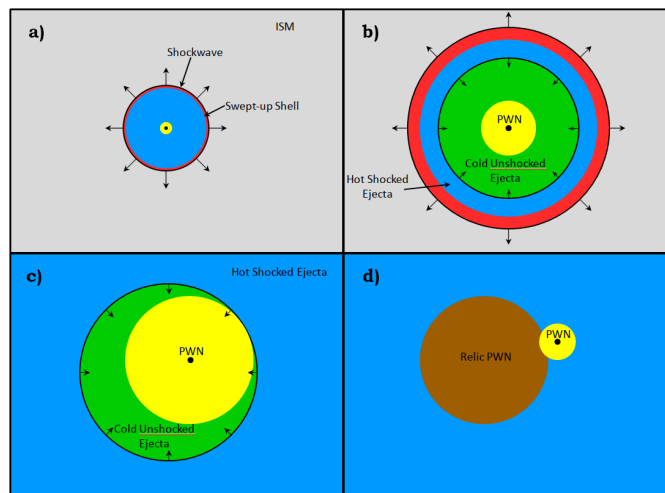 a)
ISM
Shockwave
Swept-up Shell
b)
PWN
Cold Unshocked
Ejecta
Hot Shocked
Ejecta
c)
Hot Shocked Ejecta
PWN
Cold Unshocked
Ejecta
d)
PWN
Relic PWN